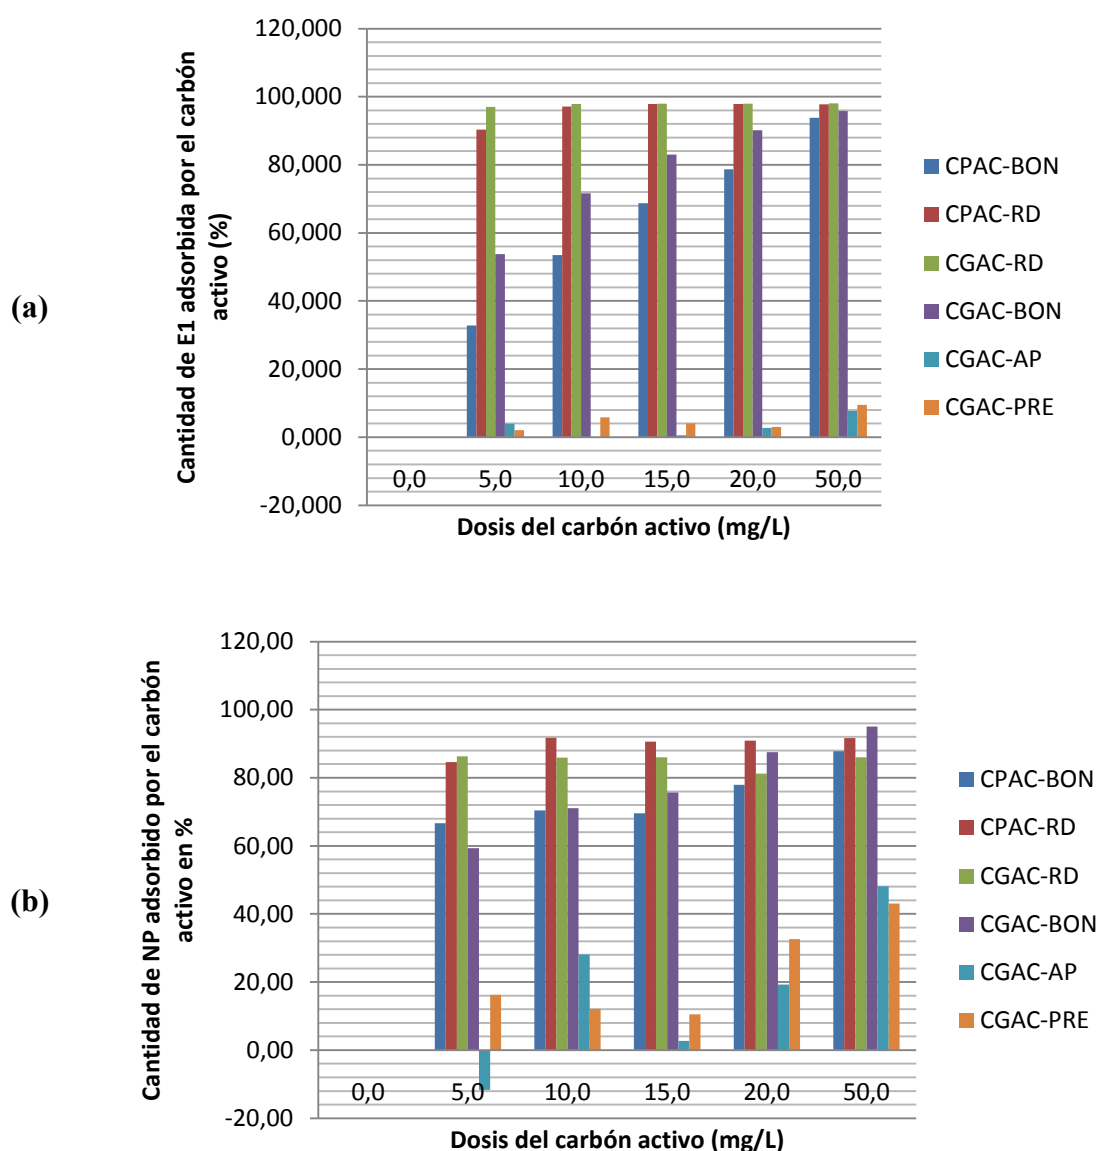 (a)
Cantidad de E1 adsorbida por el carbón
activo (%)
120,000
100,000
80,000
60,000
40,000
20,000
0,000
-20,000
0,0 5,0 10,0 15,0 20,0 50,0
Dosis del carbón activo (mg/L)
CPAC-BON
CPAC-RD
CGAC-RD
CGAC-BON
CGAC-AP
CGAC-PRE
(b)
Cantidad de NP adsorbido por el carbón
activo en %
120,00
100,00
80,00
60,00
40,00
20,00
0,00
-20,00
0,0 5,0 10,0 15,0 20,0 50,0
Dosis del carbón activo (mg/L)
CPAC-BON
CPAC-RD
CGAC-RD
CGAC-BON
CGAC-AP
CGAC-PRE